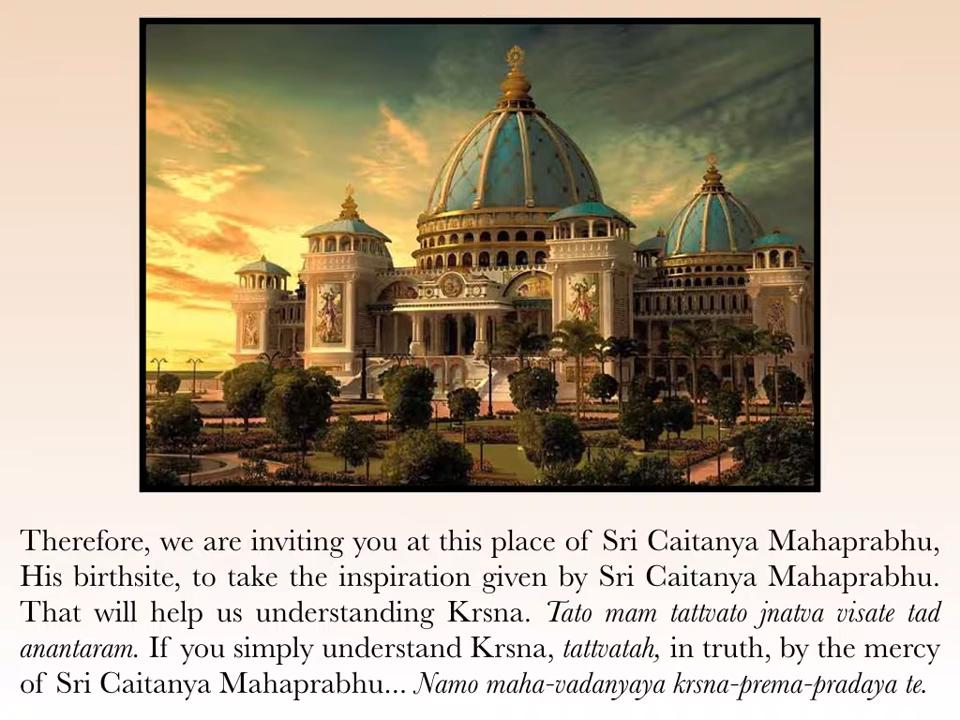 Therefore, we are inviting you at this place of Sri Caitanya Mahaprabhu,
His birthsite, to take the inspiration given by Sri Caitanya Mahaprabhu.
That will help us understanding Krsna. Tato mam tattvato jnatva visate tad
anantaram. If you simply understand Krsna, tattvatah, in truth, by the mercy
of Sri Caitanya Mahaprabhu... Namo maha-vadanyaya krsna-prema-pradaya te.